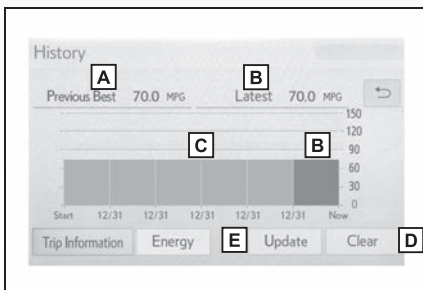 History
A B
Previous Best 70.0 MPG Latest 70.0 MPG
150
120
C B 90
60
30
0
Start 12/31 12/31 12/31 12/31 12/31 Now
Trip Information Energy E Update Clear D